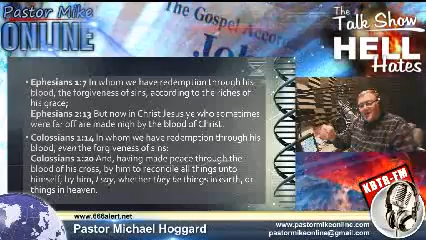 Pastor Mike
ONLINE
The Gospel Acco
Jo
The
Talk Show
HELL
Hates
• Ephesians 1:7 In whom we have redemption through his
blood, the forgiveness of sins, according to the riches of
his grace;
Ephesians 2:13 But now in Christ Jesus ye who sometimes
were far off are made nigh by the blood of Christ.
• Colossians 1:14 In whom we have redemption through his
blood, even the forgiveness of sins:
Colossians 1:20 And, having made peace through the
blood of his cross, by him to reconcile all things unto
himself; by him, I say, whether they be things in earth, or
things in heaven.
KBTR-FM
www.666alert.net
Pastor Michael Hoggard
www.pastormikeonline.com
pastormikeonline@gmail.com